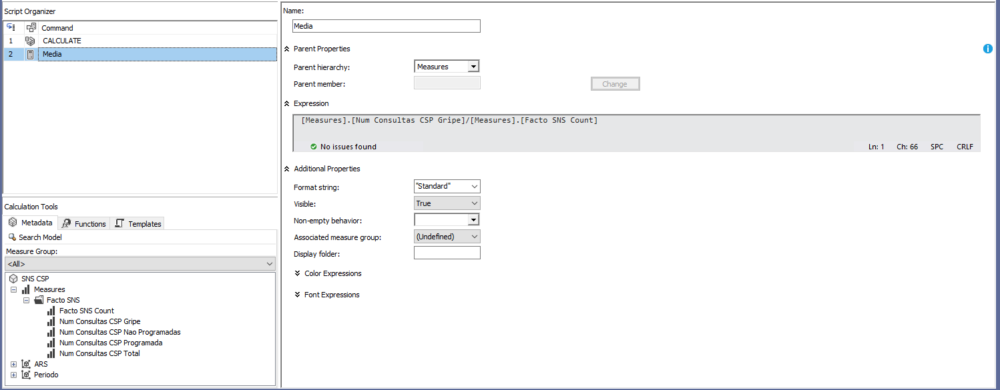 Script Organizer
Command
1 CALCULATE
2 Media
Calculation Tools
Metadata Functions Templates
Search Model
Measure Group:
<All>
SNS CSP
Measures
Facto SNS
Facto SNS Count
Num Consultas CSP Gripe
Num Consultas CSP Nao Programadas
Num Consultas CSP Programada
Num Consultas CSP Total
ARS
Periodo
Name:
Media
Parent Properties
Parent hierarchy: Measures
Parent member: Change
Expression
[Measures].[Num Consultas CSP Gripe]/[Measures].[Facto SNS Count]
No issues found Ln: 1 Ch: 66 SPC CRLF
Additional Properties
Format string: "Standard"
Visible: True
Non-empty behavior:
Associated measure group: (Undefined)
Display folder:
Color Expressions
Font Expressions